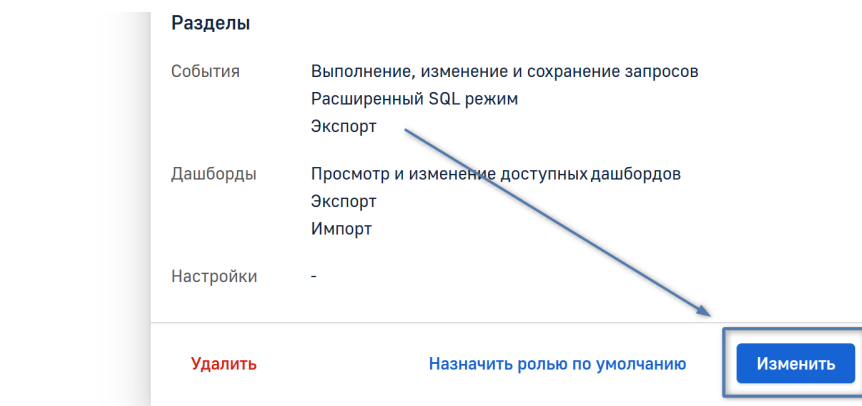 Разделы
События Выполнение, изменение и сохранение запросов
Расширенный SQL режим
Экспорт
Дашборды Просмотр и изменение доступных дашбордов
Экспорт
Импорт
Настройки -
Удалить Назначить ролью по умолчанию Изменить